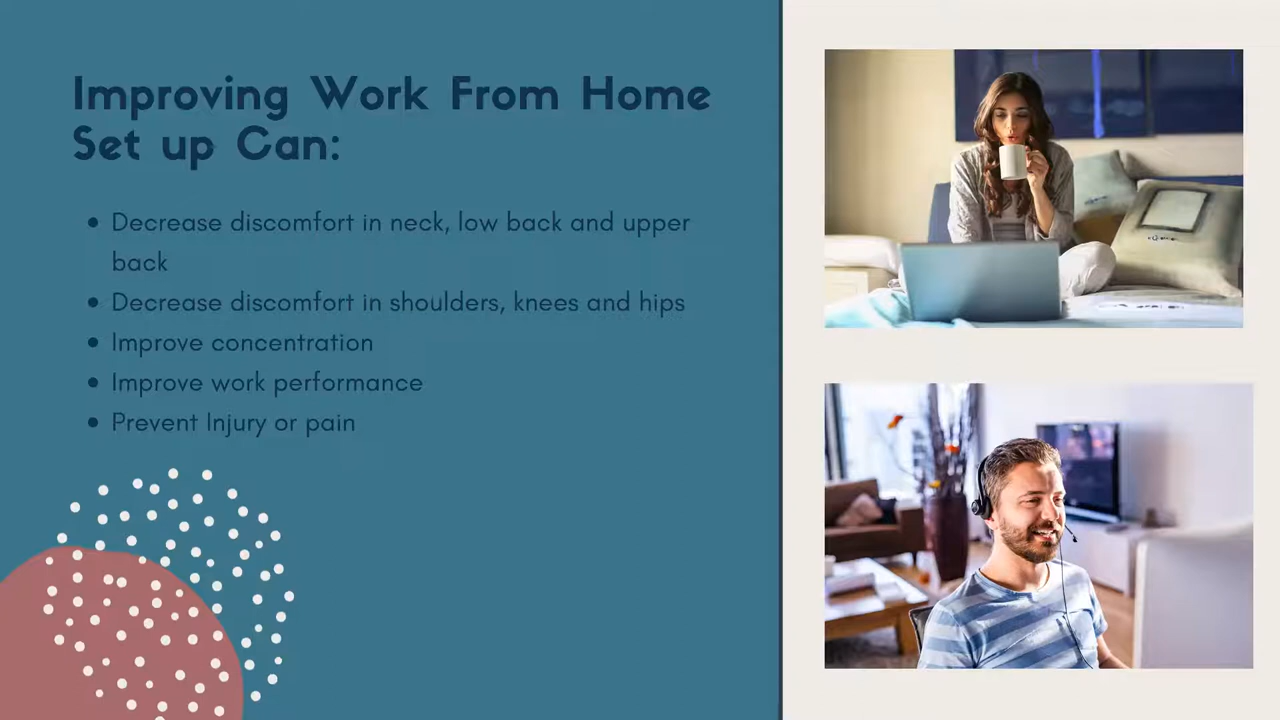 Improving Work From Home
Set up Can:
Decrease discomfort in neck, low back and upper
back
Decrease discomfort in shoulders, knees and hips
Improve concentration
Improve work performance
Prevent Injury or pain